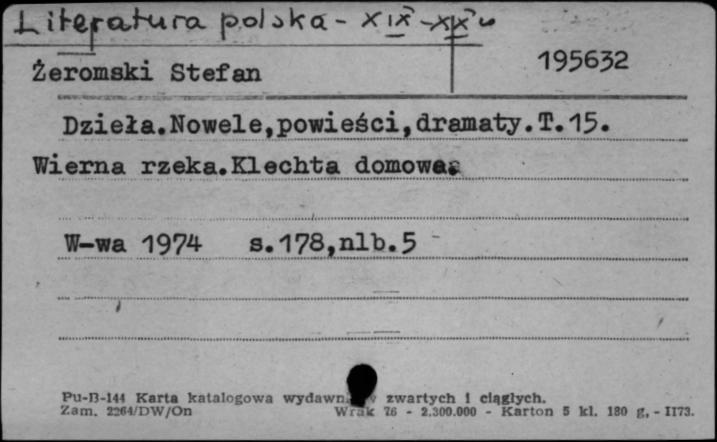 Literatura polska - XIX - XX w
Żeromski Stefan 195632
Dzieła.Nowele,powieści,dramaty.T.15.
Wierna rzeka.Klechta domowa.
W-wa 1974 s.178,nlb.5
Pu-B-144 Karta katalogowa wydawn. zwartych i ciągłych.
Zam. 2264/DW/On Wrak 76 - 2.300.000 - Karton 5 kl. 180 g, - II73.